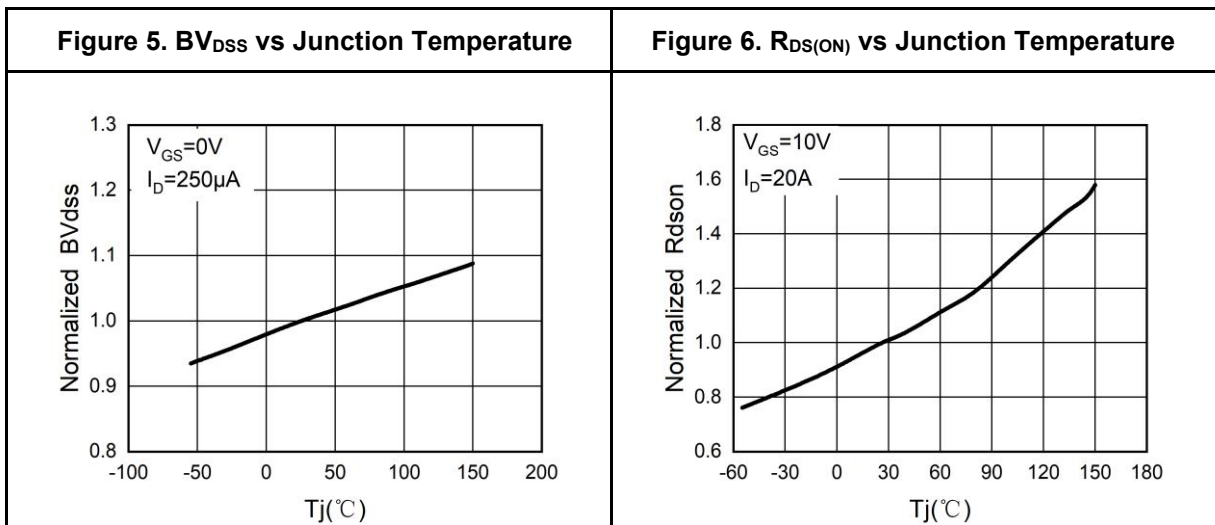 Figure 5. BVDSS vs Junction Temperature
Figure 6. RDS(ON) vs Junction Temperature
VGS=0V
ID=250μA
Normalized BVdss
1.3
1.2
1.1
1.0
0.9
0.8
-100 -50 0 50 100 150 200
Tj(℃)
VGS=10V
ID=20A
Normalized Rdson
1.8
1.6
1.4
1.2
1.0
0.8
0.6
-60 -30 0 30 60 90 120 150 180
Tj(℃)